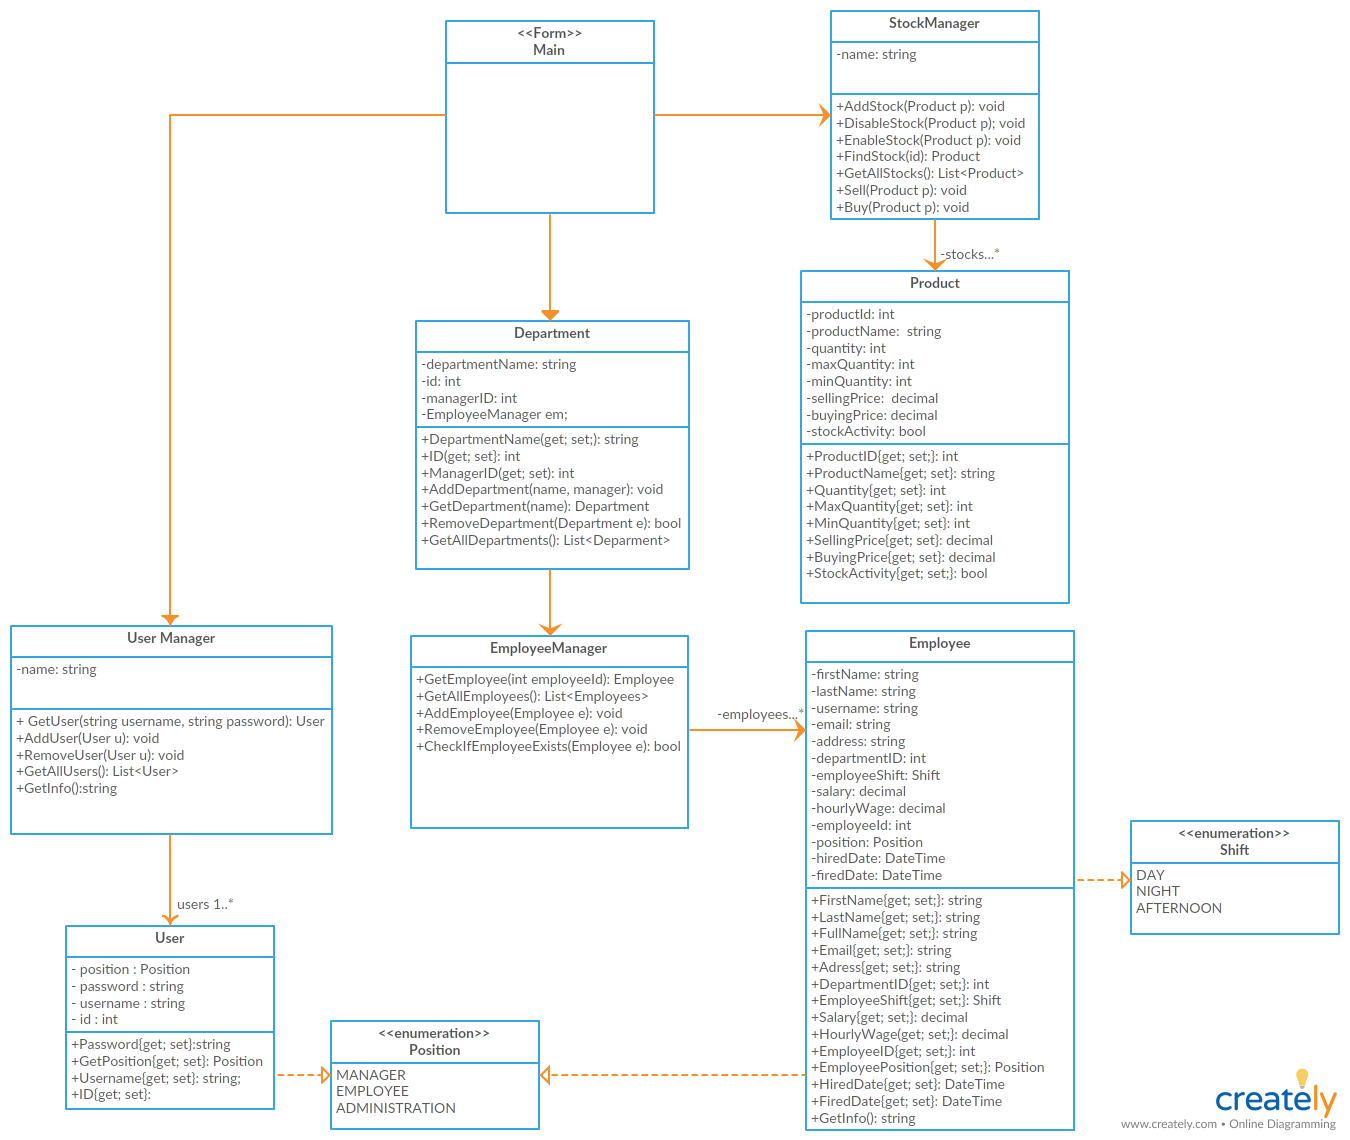 <<Form>>
Main
StockManager
-name: string
+AddStock(Product p): void
+DisableStock(Product p); void
+EnableStock(Product p): void
+FindStock(id): Product
+GetAllStocks(): List<Product>
+Sell(Product p): void
+Buy(Product p): void
-stocks...*
Product
-productId: int
-productName:  string
-quantity: int
-maxQuantity: int
-minQuantity: int
-sellingPrice:  decimal
-buyingPrice: decimal
-stockActivity: bool
+ProductID{get; set;}: int
+ProductName{get; set}: string
+Quantity{get; set}: int
+MaxQuantity{get; set}: int
+MinQuantity{get; set}: int
+SellingPrice{get; set}: decimal
+BuyingPrice{get; set}: decimal
+StockActivity{get; set;}: bool
Department
-departmentName: string
-id: int
-managerID: int
-EmployeeManager em;
+DepartmentName(get; set;): string
+ID(get; set}: int
+ManagerID(get; set): int
+AddDepartment(name, manager): void
+GetDepartment(name): Department
+RemoveDepartment(Department e): bool
+GetAllDepartments(): List<Deparment>
User Manager
-name: string
+ GetUser(string username, string password): User
+AddUser(User u): void
+RemoveUser(User u): void
+GetAllUsers(): List<User>
+GetInfo():string
EmployeeManager
+GetEmployee(int employeeId): Employee
+GetAllEmployees(): List<Employees>
+AddEmployee(Employee e): void
+RemoveEmployee(Employee e): void
+CheckIfEmployeeExists(Employee e): bool
-employees...*
Employee
-firstName: string
-lastName: string
-username: string
-email: string
-address: string
-departmentID: int
-employeeShift: Shift
-salary: decimal
-hourlyWage: decimal
-employeeId: int
-position: Position
-hiredDate: DateTime
-firedDate: DateTime
+FirstName{get; set;}: string
+LastName{get; set;}: string
+FullName{get; set;}: string
+Email{get; set;}: string
+Adress{get; set;}: string
+DepartmentID{get; set;}: int
+EmployeeShift{get; set;}: Shift
+Salary{get; set;}: decimal
+HourlyWage(get; set;}: decimal
+EmployeeID{get; set;}: int
+EmployeePosition{get; set;}: Position
+HiredDate{get; set}: DateTime
+FiredDate{get; set}: DateTime
+GetInfo(): string
<<enumeration>>
Shift
DAY
NIGHT
AFTERNOON
users 1..*
User
- position : Position
- password : string
- username : string
- id : int
+Password{get; set}:string
+GetPosition{get; set}: Position
+Username{get; set}: string;
+ID{get; set}:
<<enumeration>>
Position
MANAGER
EMPLOYEE
ADMINISTRATION
creately
www.creately.com • Online Diagramming